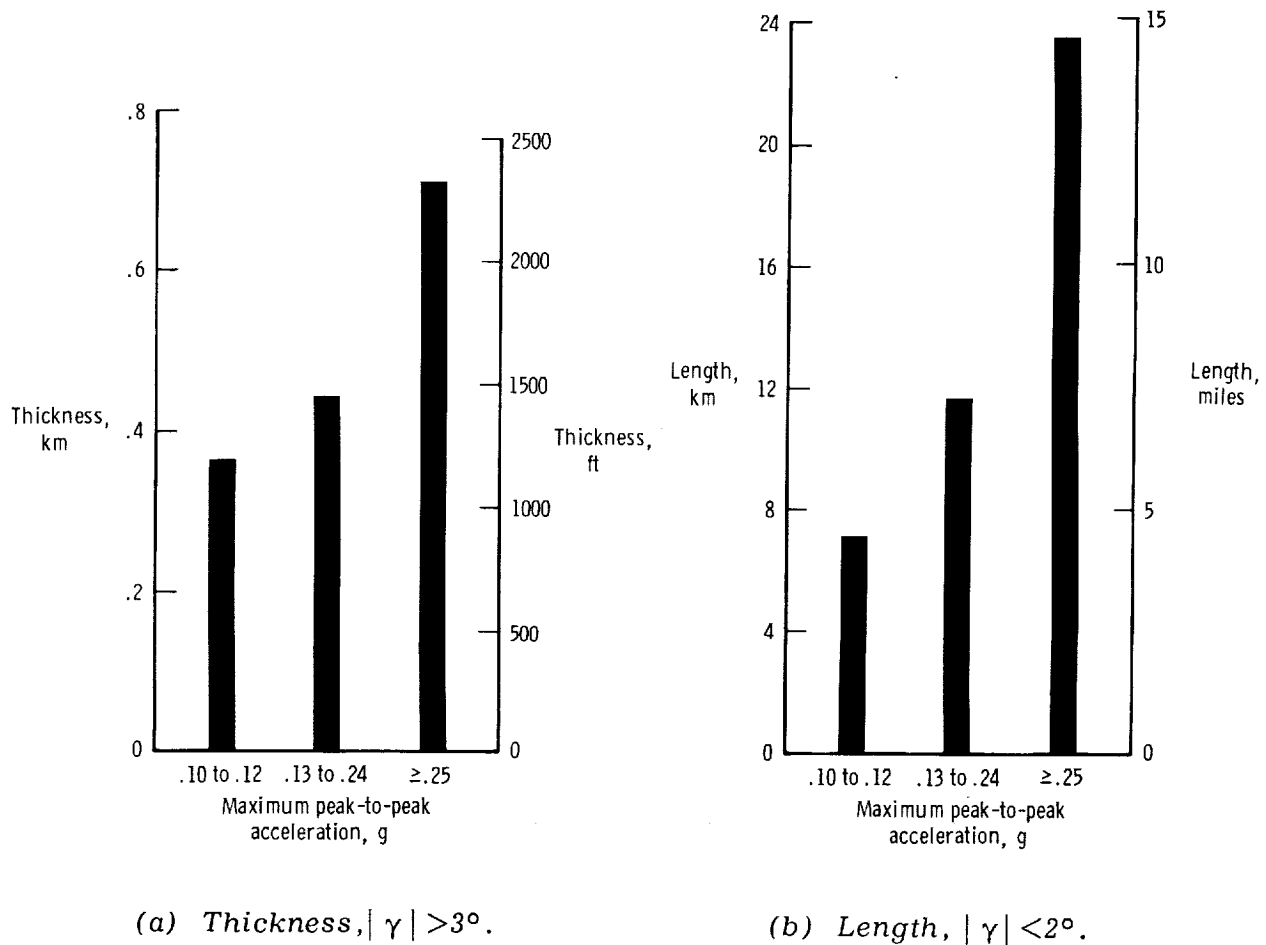 .8
.6
.4
.2
0
Thickness,
km
2500
2000
1500
1000
500
0
Thickness,
ft
.10 to .12 .13 to .24 ≥.25
Maximum peak-to-peak
acceleration, g
(a) Thickness, | γ | >3°.
24
20
16
12
8
4
0
Length,
km
15
10
5
0
Length,
miles
.10 to .12 .13 to .24 ≥.25
Maximum peak-to-peak
acceleration, g
(b) Length, | γ | <2°.